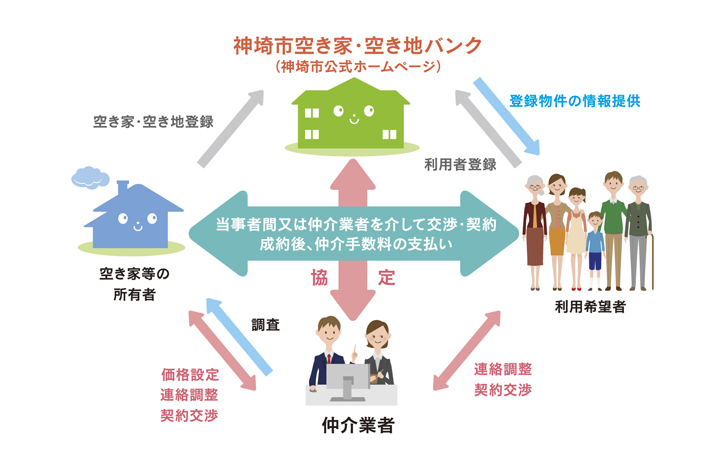 神埼市空き家・空き地バンク
（神埼市公式ホームページ）
空き家・空き地登録
登録物件の情報提供
利用者登録
当事者間又は仲介業者を介して交渉・契約
成約後、仲介手数料の支払い
空き家等の
所有者
協 定
利用希望者
調査
価格設定
連絡調整
契約交渉
連絡調整
契約交渉
仲介業者